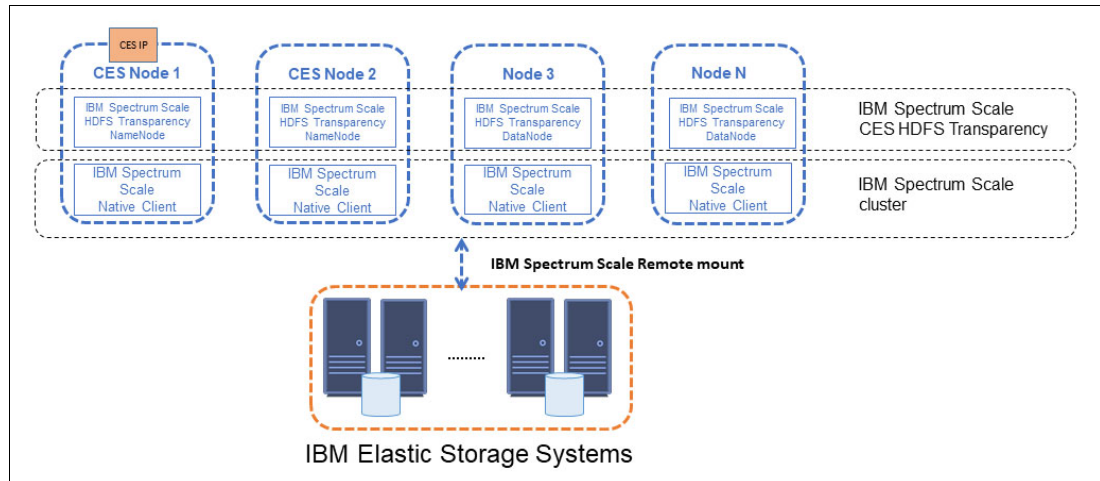 CES IP
CES Node 1
IBM Spectrum Scale
HDFS Transparency
NameNode
IBM Spectrum
Scale
Native Client
CES Node 2
IBM Spectrum Scale
HDFS Transparency
NameNode
IBM Spectrum
Scale
Native Client
Node 3
IBM Spectrum Scale
HDFS Transparency
DataNode
IBM Spectrum
Scale
Native Client
Node N
IBM Spectrum Scale
HDFS Transparency
DataNode
IBM Spectrum
Scale
Native Client
IBM Spectrum Scale
CES HDFS Transparency
IBM Spectrum Scale
cluster
IBM Spectrum Scale Remote mount
.........
IBM Elastic Storage Systems